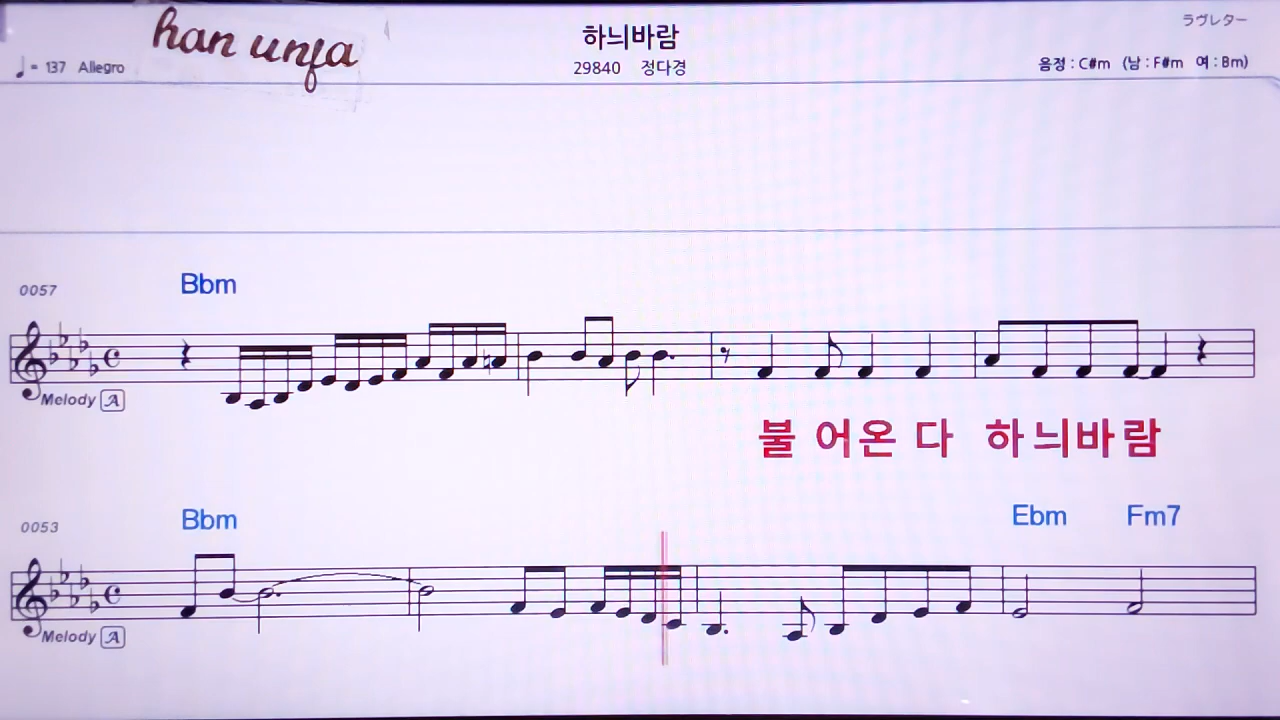 han unja
하늬바람
ラヴレター
♩= 137 Allegro
29840 정다경
음정 : C#m (남 : F#m 여 : Bm)
Bbm
0057
Melody A
불 어온 다 하늬바람
Bbm Ebm Fm7
0053
Melody A